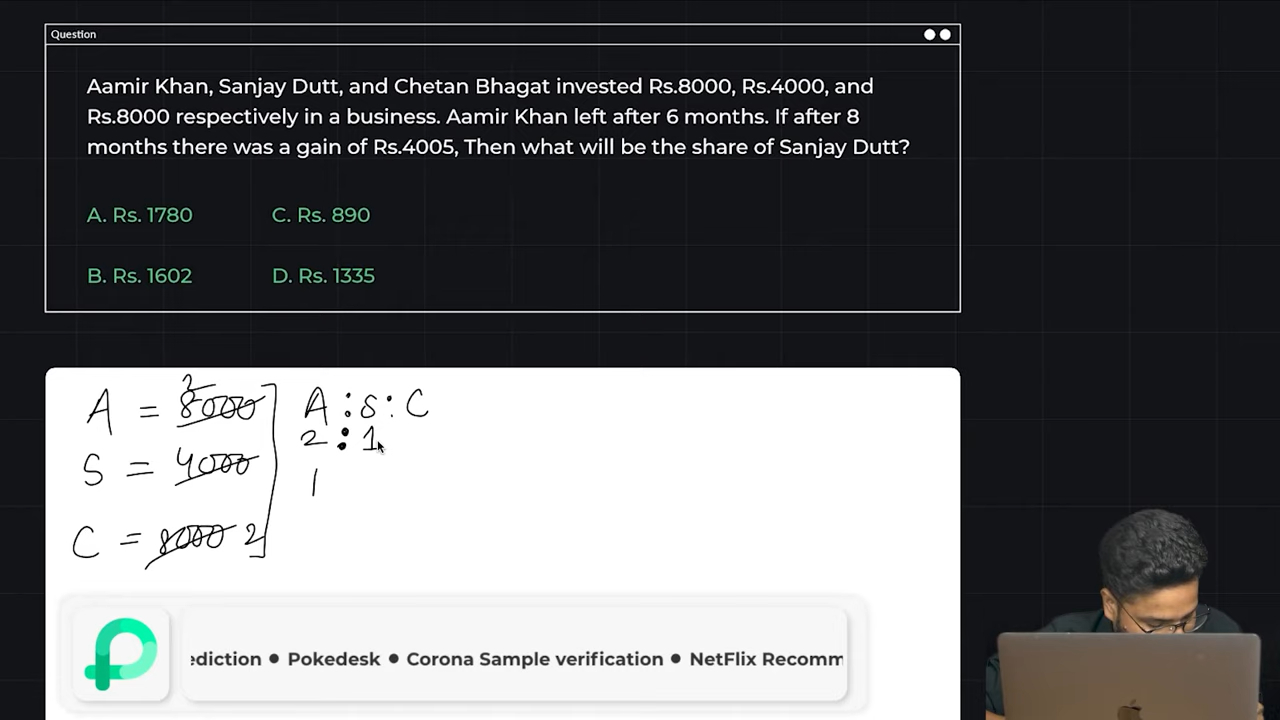 Question
Aamir Khan, Sanjay Dutt, and Chetan Bhagat invested Rs.8000, Rs.4000, and
Rs.8000 respectively in a business. Aamir Khan left after 6 months. If after 8
months there was a gain of Rs.4005, Then what will be the share of Sanjay Dutt?
A. Rs. 1780
C. Rs. 890
B. Rs. 1602
D. Rs. 1335
A = 8000 2
A : S : C
2 : 1
S = 4000
1
C = 8000 2
ediction ● Pokedesk ● Corona Sample verification ● NetFlix Recomm